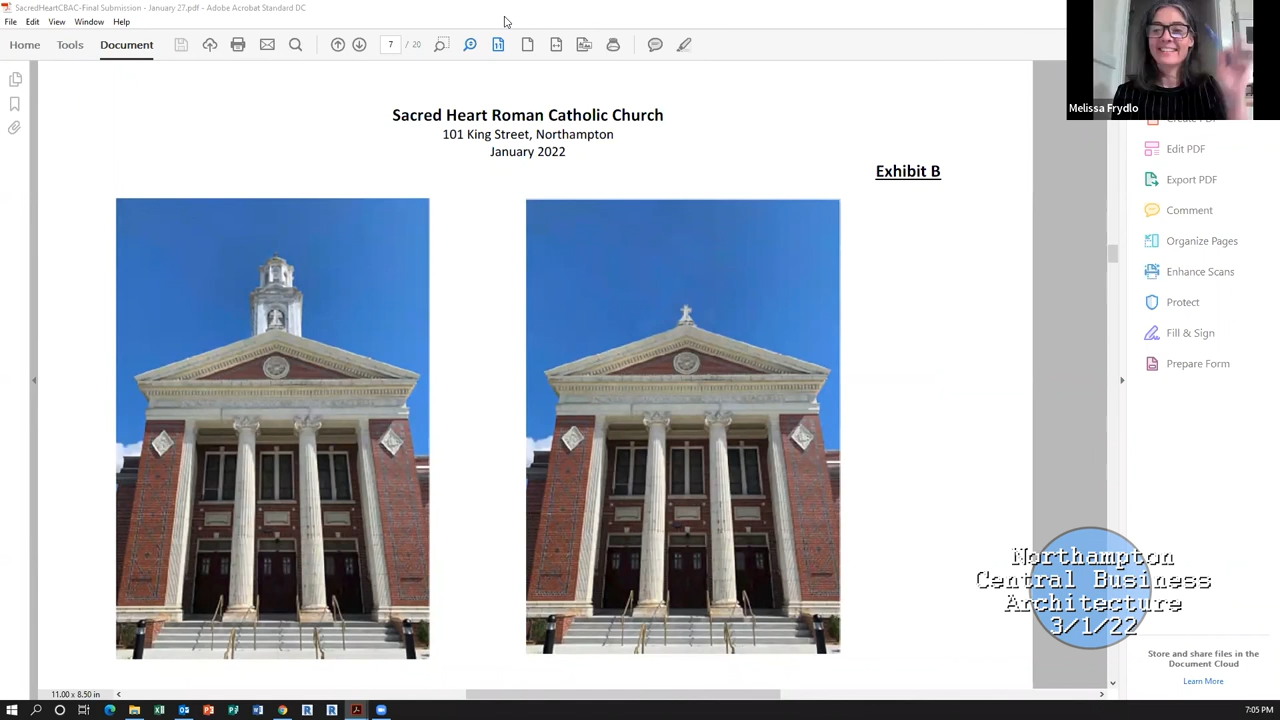 SacredHeartCBAC-Final Submission - January 27.pdf - Adobe Acrobat Standard DC
File Edit View Window Help
Home Tools Document
7 / 20
Melissa Frydlo
Sacred Heart Roman Catholic Church
101 King Street, Northampton
January 2022
Exhibit B
Edit PDF
Export PDF
Comment
Organize Pages
Enhance Scans
Protect
Fill & Sign
Prepare Form
Northampton
Central Business
Architecture
3/1/22
Store and share files in the
Document Cloud
Learn More
11.00 x 8.50 in
7:05 PM